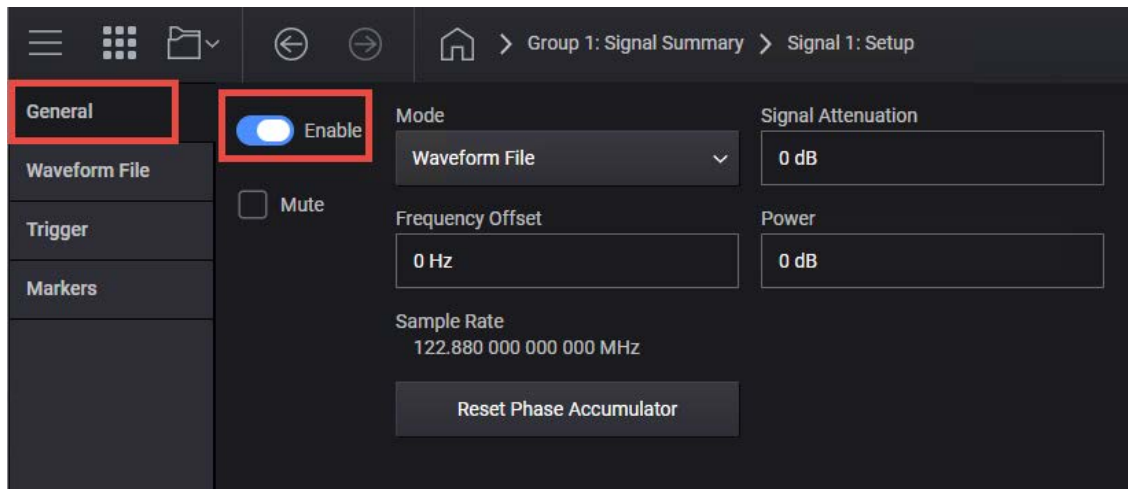 Group 1: Signal Summary > Signal 1: Setup
General
Waveform File
Trigger
Markers
Enable
Mute
Mode
Waveform File
Frequency Offset
0 Hz
Sample Rate
122.880 000 000 000 MHz
Reset Phase Accumulator
Signal Attenuation
0 dB
Power
0 dB